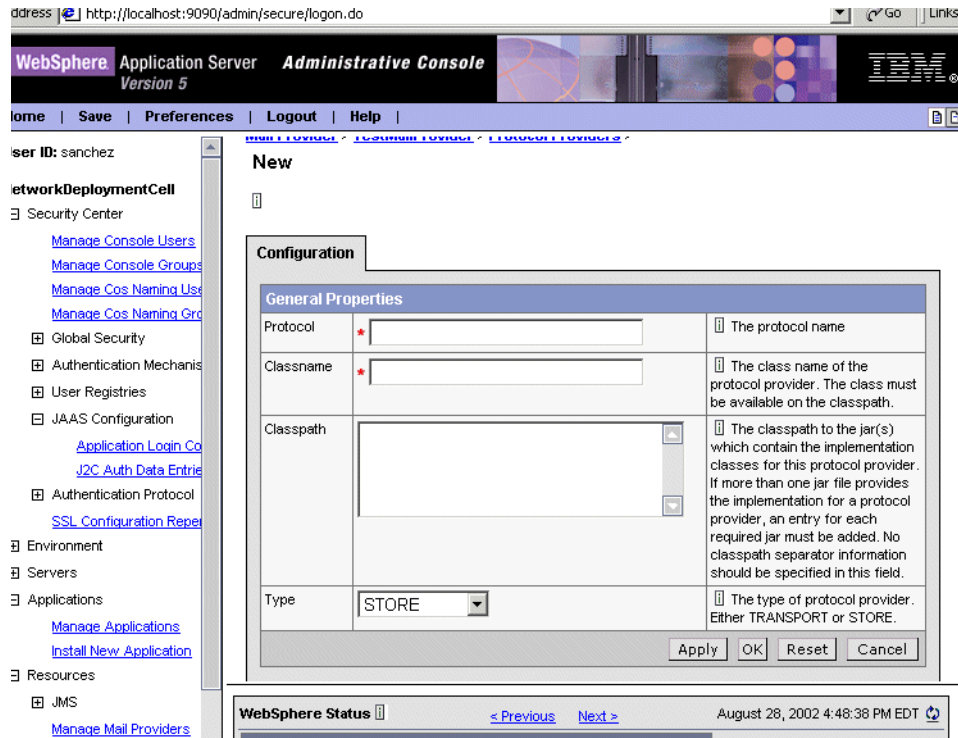 ddress http://localhost:9090/admin/secure/logon.do Go Links
WebSphere Application Server Administrative Console
Version 5
IBM
ome | Save | Preferences | Logout | Help |
ser ID: sanchez
etworkDeploymentCell
Security Center
Manage Console Users
Manage Console Groups
Manage Cos Naming Use
Manage Cos Naming Gro
Global Security
Authentication Mechanis
User Registries
JAAS Configuration
Application Login Co
J2C Auth Data Entrie
Authentication Protocol
SSL Configuration Reper
Environment
Servers
Applications
Manage Applications
Install New Application
Resources
JMS
Manage Mail Providers
Mail Provider > TestMailProvider > Protocol Providers >
New
Configuration
General Properties
Protocol
*
The protocol name
Classname
*
The class name of the
protocol provider. The class must
be available on the classpath.
Classpath
The classpath to the jar(s)
which contain the implementation
classes for this protocol provider.
If more than one jar file provides
the implementation for a protocol
provider, an entry for each
required jar must be added. No
classpath separator information
should be specified in this field.
Type
STORE
The type of protocol provider.
Either TRANSPORT or STORE.
Apply OK Reset Cancel
WebSphere Status < Previous Next > August 28, 2002 4:48:38 PM EDT